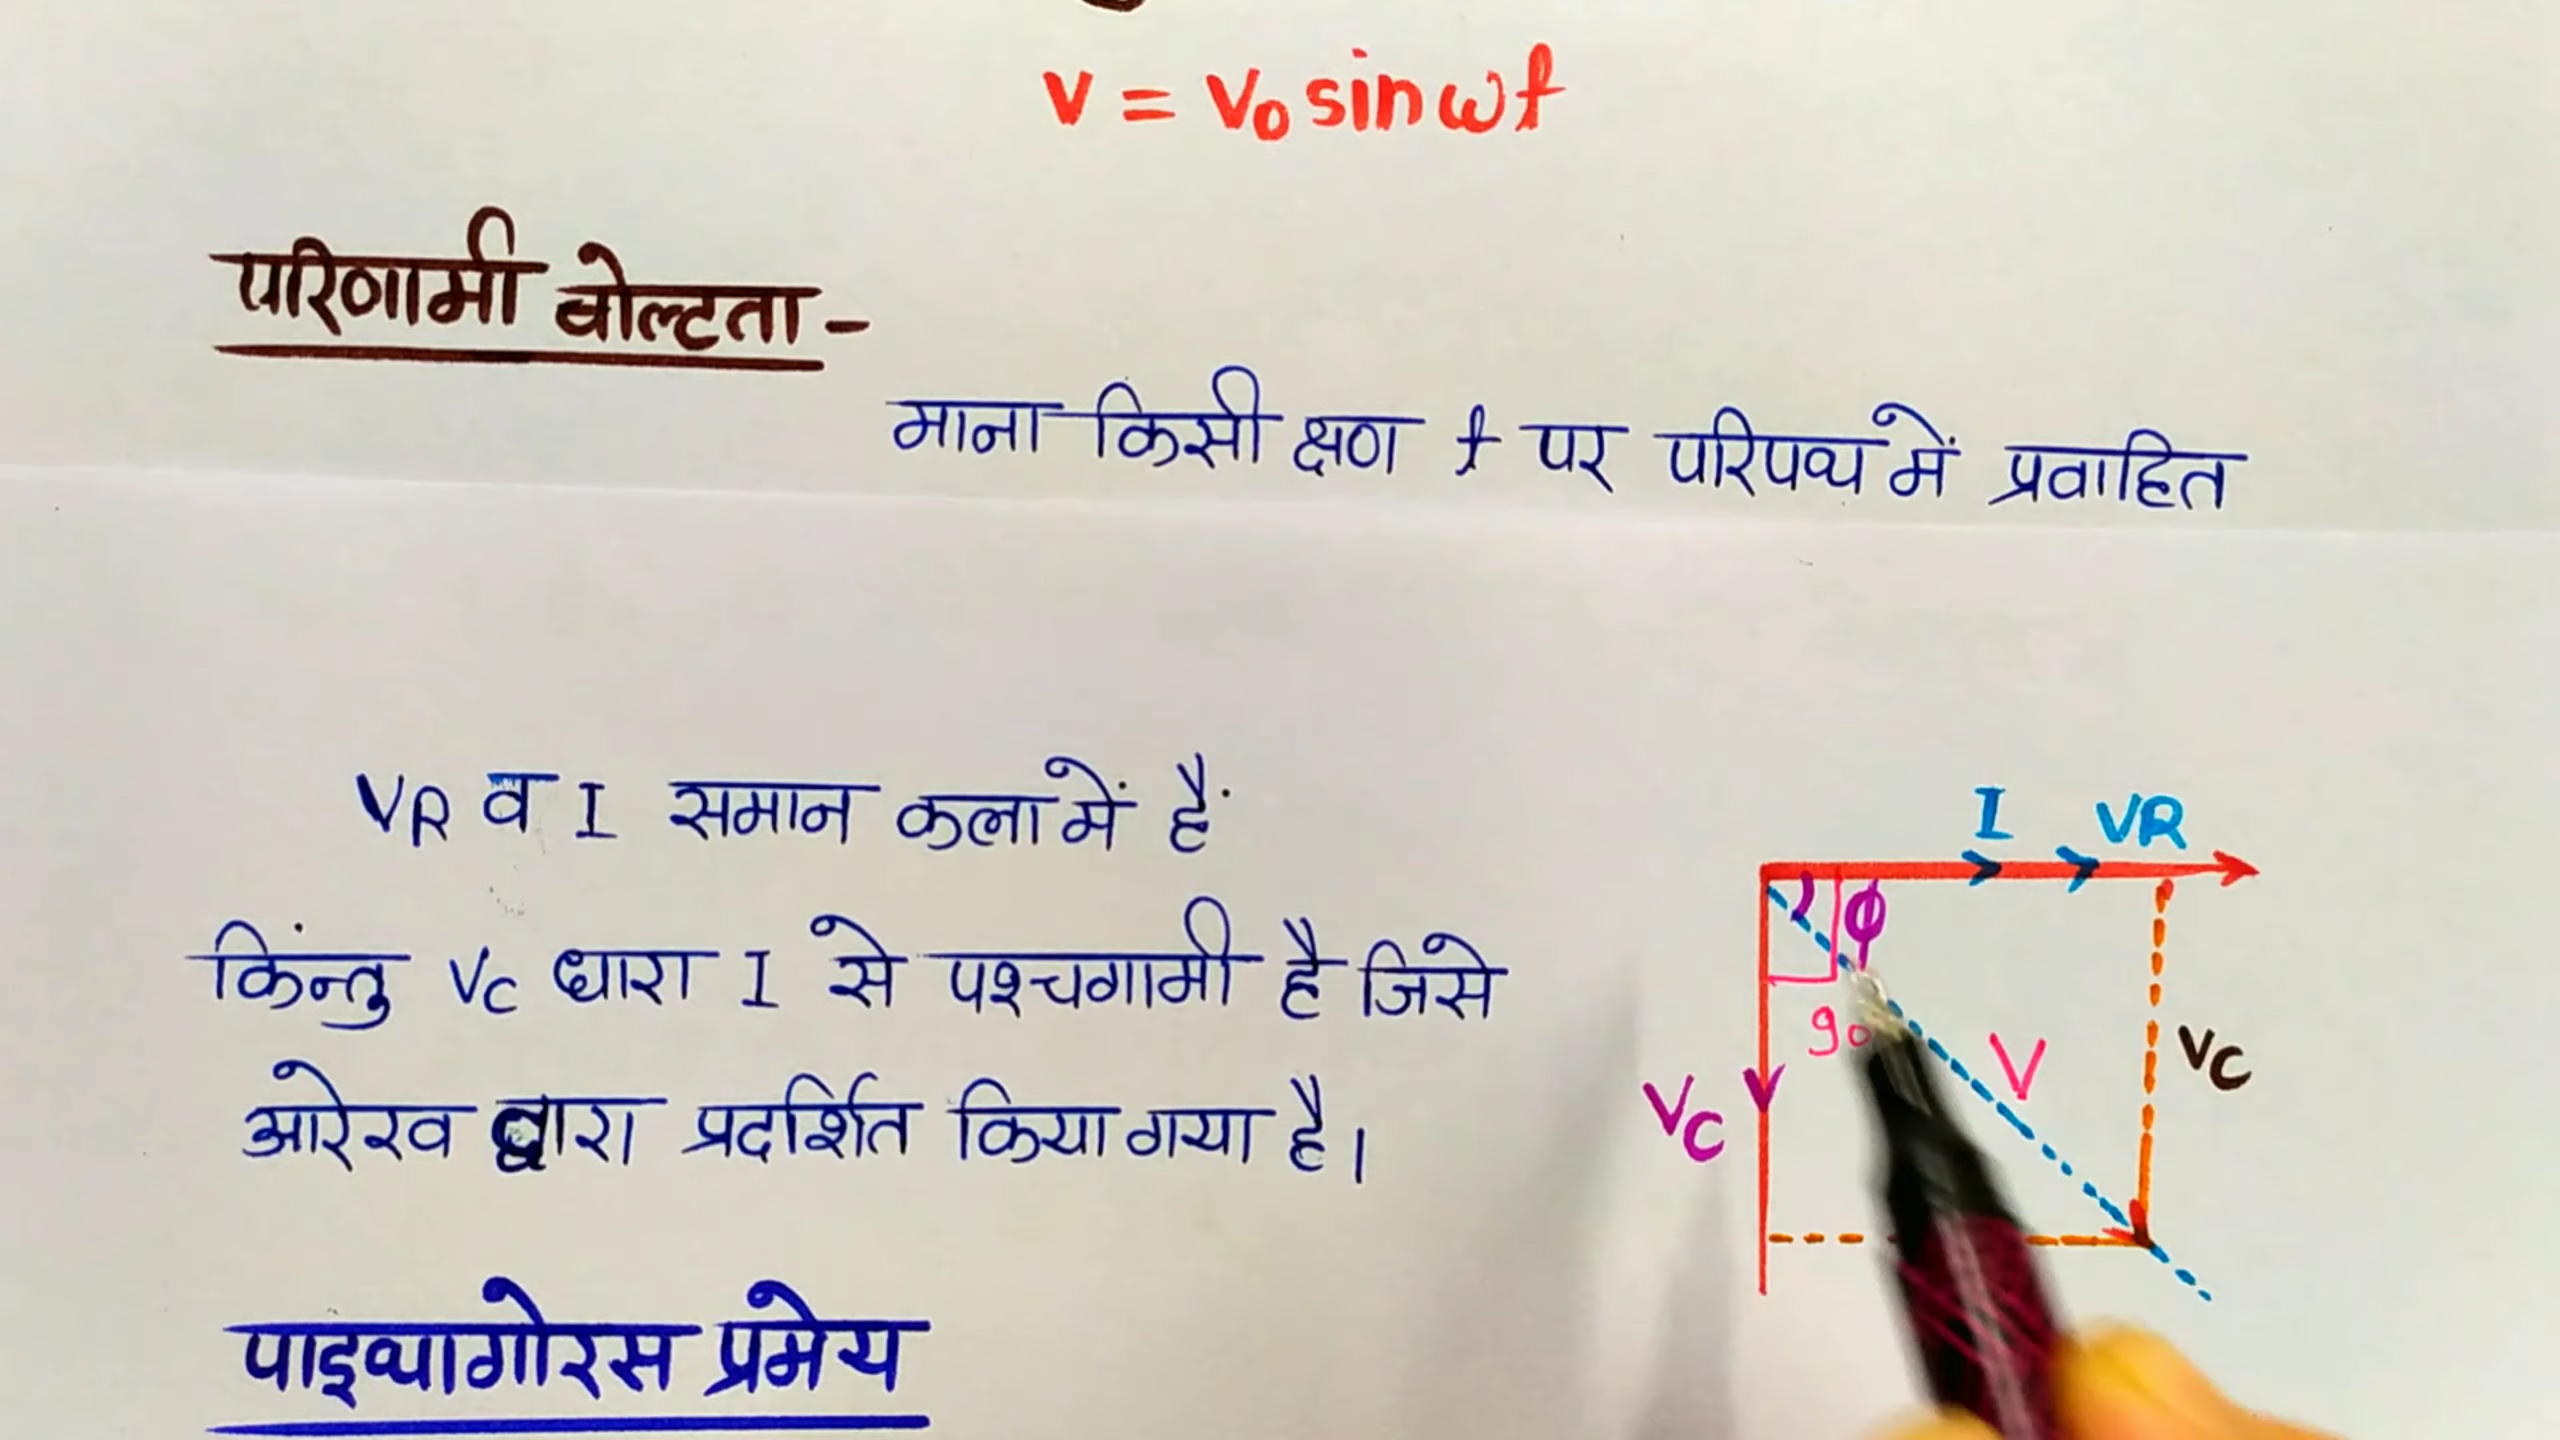 v = v₀ sin ωt
परिणामी वोल्टता -
माना किसी क्षण t पर परिपथ में प्रवाहित
VR व I समान कला में हैं
किंन्तु VC धारा I से पश्चगामी है जिसे
आरेख द्वारा प्रदर्शित किया गया है।
पाइथागोरस प्रमेय
I VR
ϕ
90
V
VC
VC